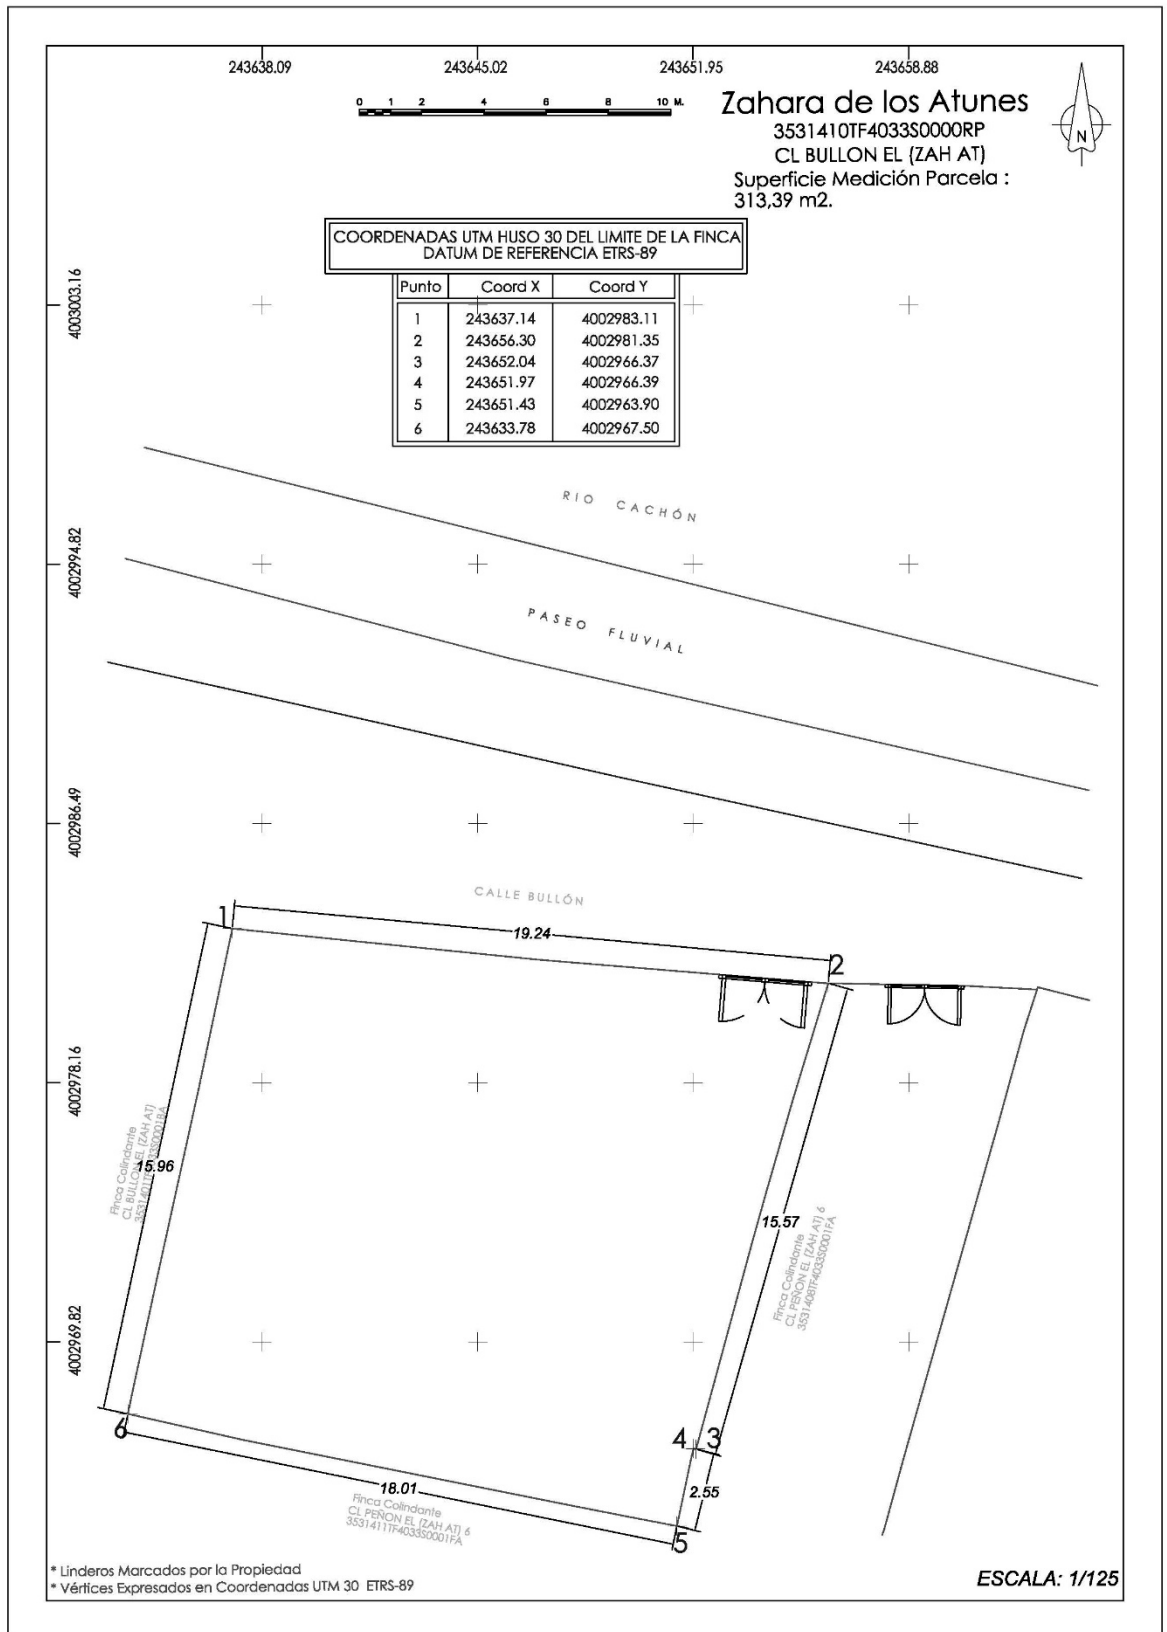 243638.09 243645.02 243651.95 243658.88
0 1 2 4 6 8 10 M.
Zahara de los Atunes
3531410TF4033S0000RP
CL BULLON EL (ZAH AT)
Superficie Medición Parcela :
313,39 m2.
N
COORDENADAS UTM HUSO 30 DEL LIMITE DE LA FINCA
DATUM DE REFERENCIA ETRS-89
Punto Coord X Coord Y
1 243637.14 4002983.11
2 243656.30 4002981.35
3 243652.04 4002966.37
4 243651.97 4002966.39
5 243651.43 4002963.90
6 243633.78 4002967.50
4003003.16
RIO CACHÓN
4002994.82
PASEO FLUVIAL
4002986.49
CALLE BULLÓN
1
19.24
2
4002978.16
Finca Colindante
CL BULLON EL (ZAH AT)
15.96
15.57
Finca Colindante
CL PEÑON EL (ZAH AT) 6
3531408TF4033S0001FA
4002969.82
6
4
3
18.01
2.55
Finca Colindante
CL PEÑON EL (ZAH AT) 6
3531411TF4033S0001FA
5
* Linderos Marcados por la Propiedad
* Vértices Expresados en Coordenadas UTM 30 ETRS-89
ESCALA: 1/125